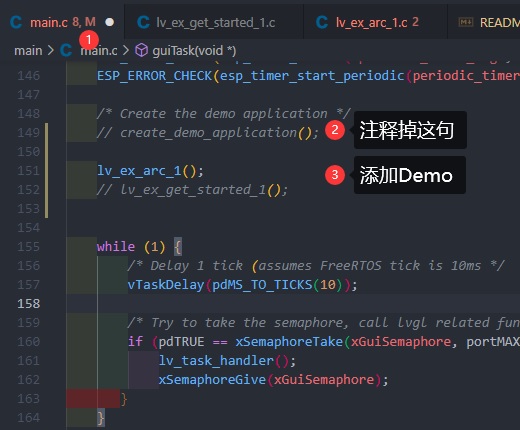 main.c 8, M lv_ex_get_started_1.c lv_ex_arc_1.c 2 README
main > main.c > guiTask(void *)
1
146 ESP_ERROR_CHECK(esp_timer_start_periodic(periodic_timer
147
148 /* Create the demo application */
149 // create_demo_application(); 2 注释掉这句
150
151 lv_ex_arc_1(); 3 添加Demo
152 // lv_ex_get_started_1();
153
154
155 while (1) {
156 /* Delay 1 tick (assumes FreeRTOS tick is 10ms */
157 vTaskDelay(pdMS_TO_TICKS(10));
158
159 /* Try to take the semaphore, call lvgl related fun
160 if (pdTRUE == xSemaphoreTake(xGuiSemaphore, portMAX
161 lv_task_handler();
162 xSemaphoreGive(xGuiSemaphore);
163 }
164 }